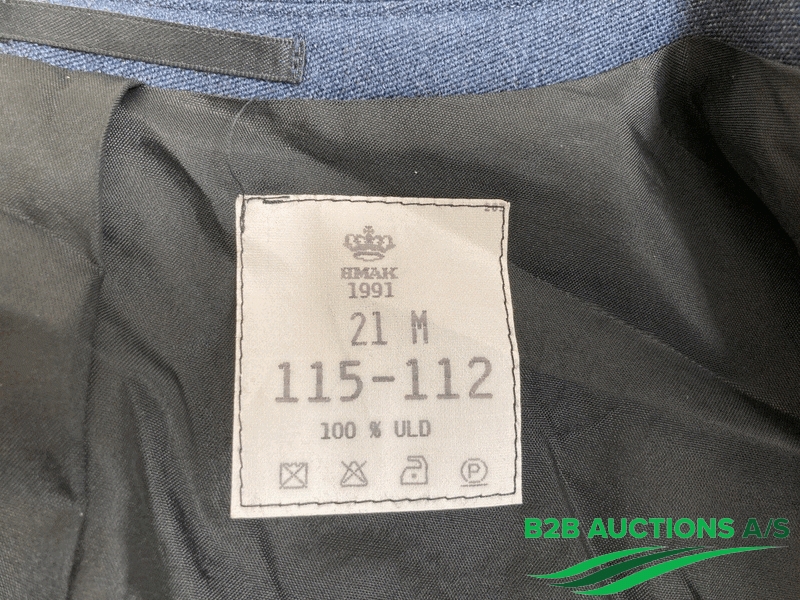 HMAK
1991
21 M
115-112
100 % ULD
P
B2B AUCTIONS A/S